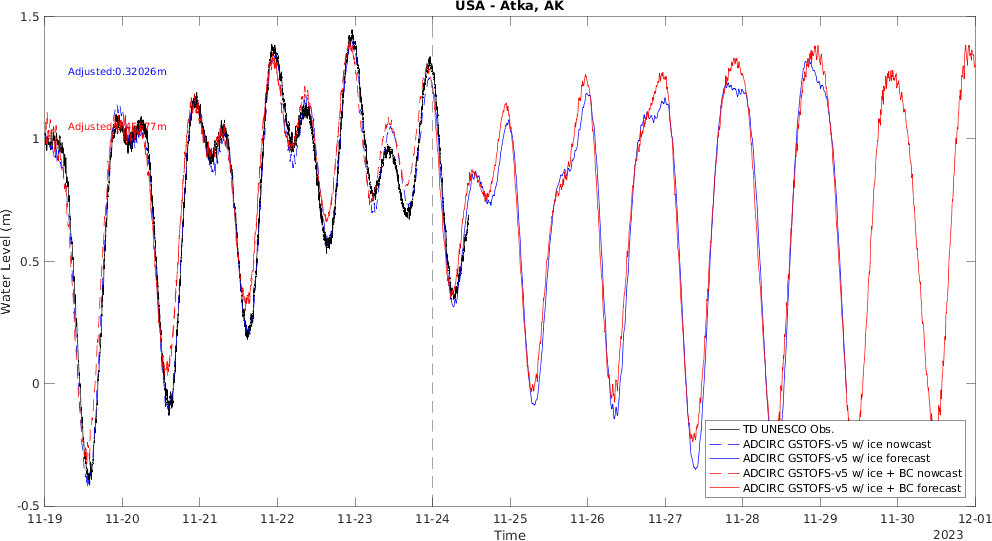 USA - Atka, AK
1.5
Adjusted:0.32026m
Adjusted:
1
Water Level (m)
0.5
0
-0.5
TD UNESCO Obs.
ADCIRC GSTOFS-v5 w/ ice nowcast
ADCIRC GSTOFS-v5 w/ ice forecast
ADCIRC GSTOFS-v5 w/ ice + BC nowcast
ADCIRC GSTOFS-v5 w/ ice + BC forecast
11-19 11-20 11-21 11-22 11-23 11-24 11-25 11-26 11-27 11-28 11-29 11-30 12-01
Time
2023